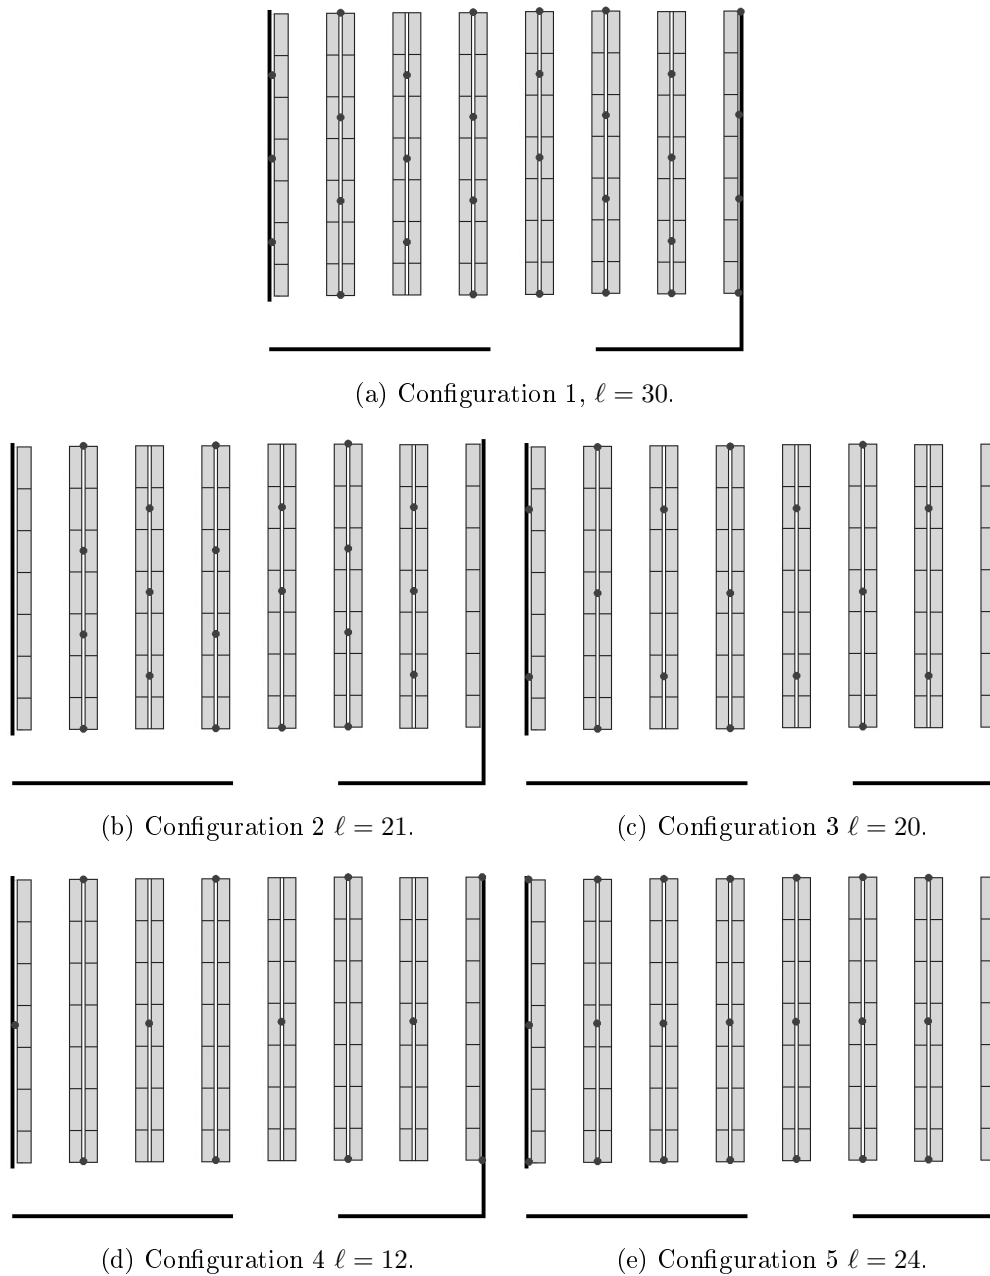 (a) Configuration 1, ℓ = 30.
(b) Configuration 2 ℓ = 21.
(c) Configuration 3 ℓ = 20.
(d) Configuration 4 ℓ = 12.
(e) Configuration 5 ℓ = 24.